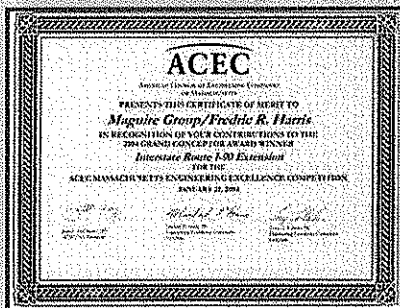 ACEC
AMERICAN COUNCIL OF ENGINEERING COMPANIES
OF MASSACHUSETTS
PRESENTS THIS CERTIFICATE OF MERIT TO
Maguire Group/Fredric R. Harris
IN RECOGNITION OF YOUR CONTRIBUTIONS TO THE
2004 GRAND CONCEPTOR AWARD WINNER
Interstate Route I-90 Extension
FOR THE
ACEC MASSACHUSETTS ENGINEERING EXCELLENCE COMPETITION
JANUARY 22, 2004